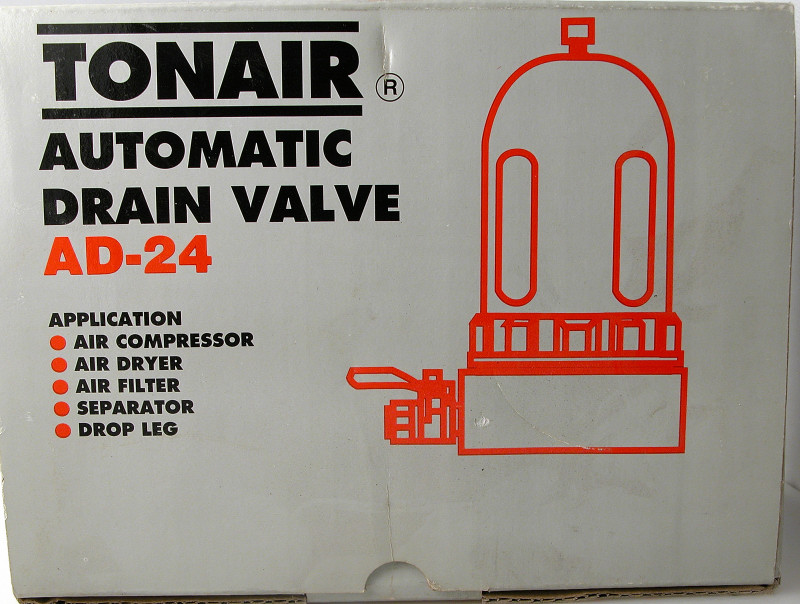 TONAIR ®
AUTOMATIC
DRAIN VALVE
AD-24
APPLICATION
● AIR COMPRESSOR
● AIR DRYER
● AIR FILTER
● SEPARATOR
● DROP LEG